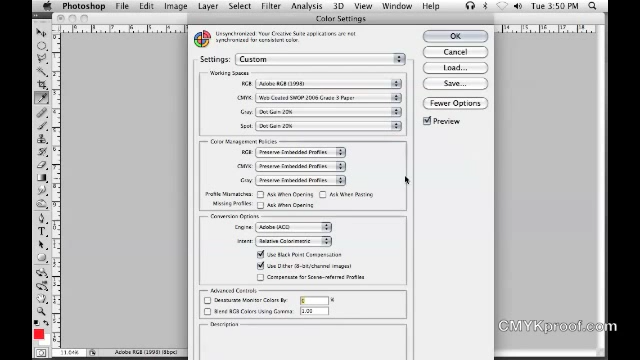 Photoshop File Edit Image Layer Select Filter Analysis 3D View Window Help Tue 3:50 PM
Color Settings
Unsynchronized: Your Creative Suite applications are not
synchronized for consistent color.
OK
Cancel
Load...
Save...
Fewer Options
Preview
Settings: Custom
Working Spaces
RGB: Adobe RGB (1998)
CMYK: Web Coated SWOP 2006 Grade 3 Paper
Gray: Dot Gain 20%
Spot: Dot Gain 20%
Color Management Policies
RGB: Preserve Embedded Profiles
CMYK: Preserve Embedded Profiles
Gray: Preserve Embedded Profiles
Profile Mismatches: Ask When Opening Ask When Pasting
Missing Profiles: Ask When Opening
Conversion Options
Engine: Adobe (ACE)
Intent: Relative Colorimetric
Use Black Point Compensation
Use Dither (8-bit/channel images)
Compensate for Scene-referred Profiles
Advanced Controls
Desaturate Monitor Colors By: %
Blend RGB Colors Using Gamma: 1.00
Description
11.04% Adobe RGB (1998) (8bpc)
CMYKproof.com